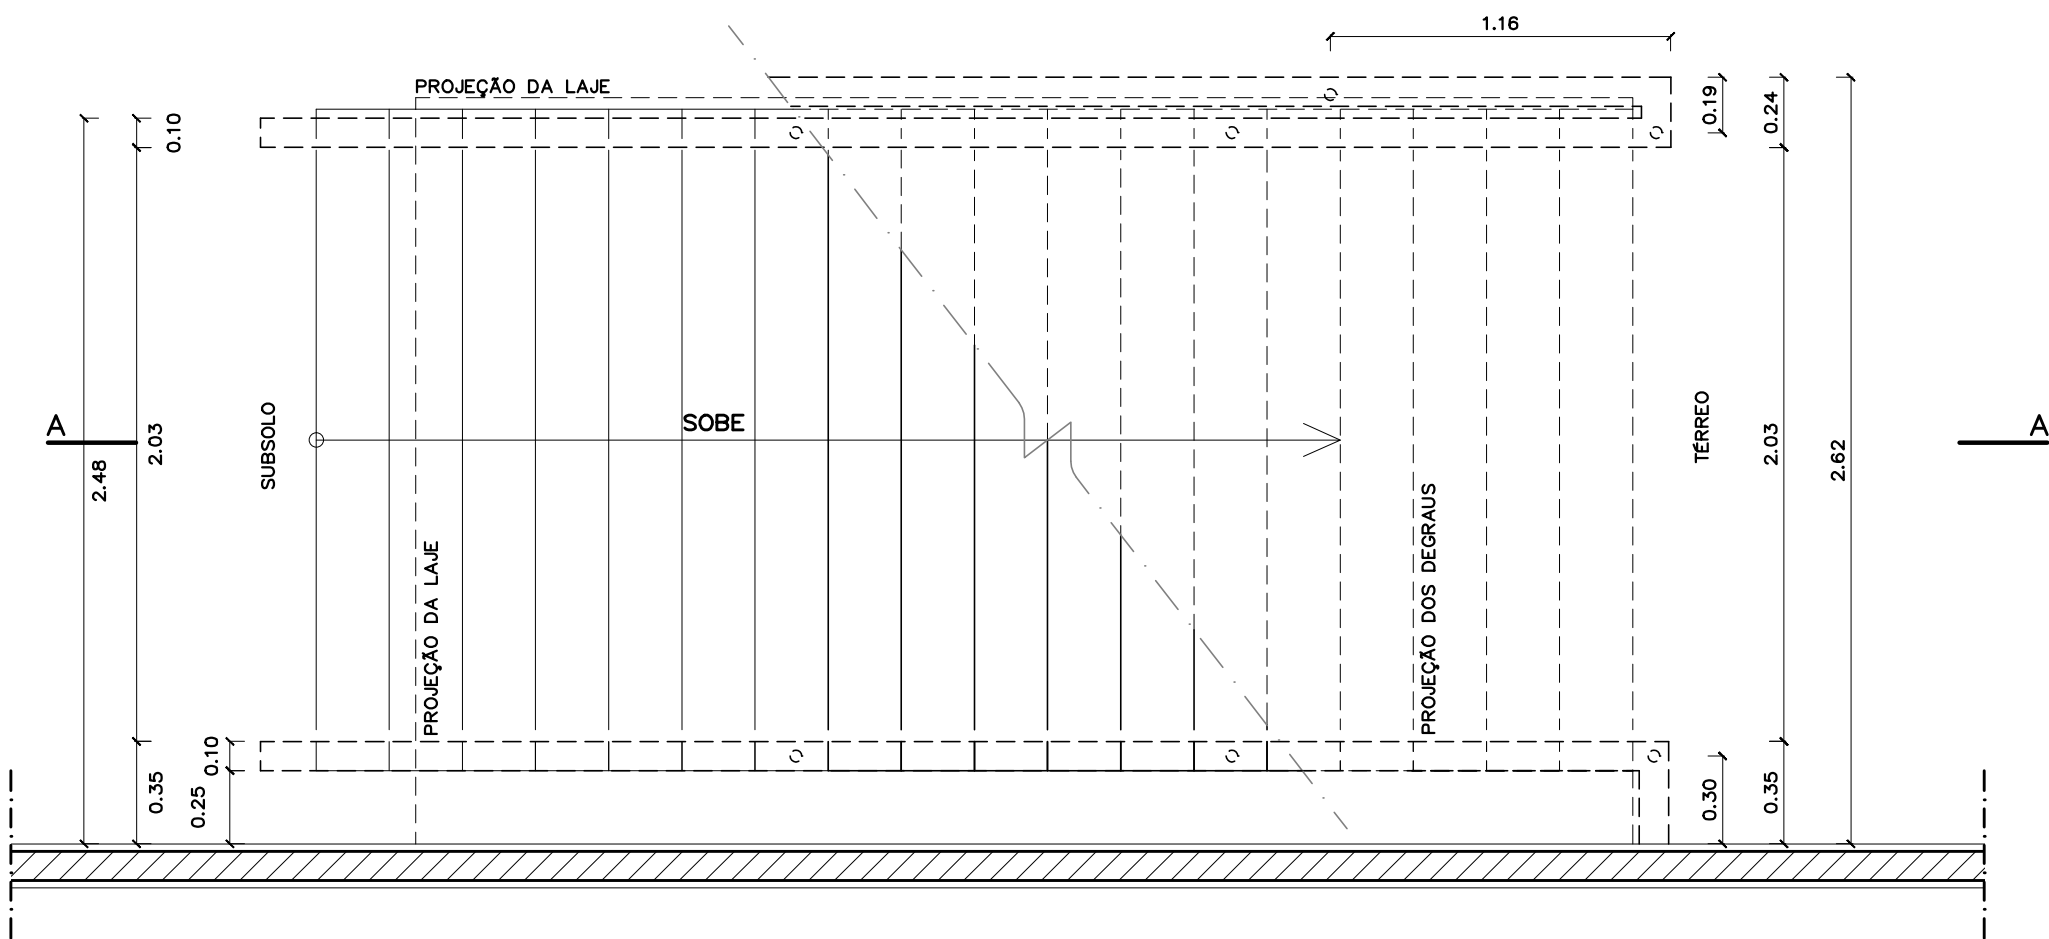 1.16
PROJEÇÃO DA LAJE
0.10
0.19
0.24
A
SUBSOLO
SOBE
2.03
2.48
TÉRREO
2.03
2.62
A
PROJEÇÃO DA LAJE
PROJEÇÃO DOS DEGRAUS
0.10
0.35
0.25
0.30
0.35